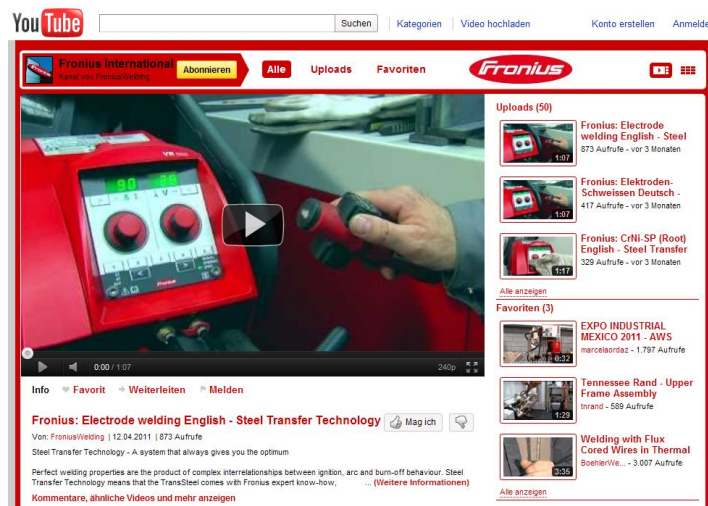 YouTube
Suchen
Kategorien
Video hochladen
Konto erstellen
Anmelde
Fronius International
Kanal von FroniusWelding
Abonnieren
Alle
Uploads
Favoriten
Fronius
VR
90
Fronius
0:00 / 1:07
240p
Info
Favorit
Weiterleiten
Melden
Fronius: Electrode welding English - Steel Transfer Technology
Mag ich
Von: FroniusWelding | 12.04.2011 | 873 Aufrufe
Steel Transfer Technology - A system that always gives you the optimum
Perfect welding properties are the product of complex interrelationships between ignition, arc and burn-off behaviour. Steel
Transfer Technology means that the TransSteel comes with Fronius expert know-how, ... (Weitere Informationen)
Kommentare, ähnliche Videos und mehr anzeigen
Uploads (50)
1:07
Fronius: Electrode
welding English - Steel
873 Aufrufe - vor 3 Monaten
1:07
Fronius: Elektroden-
Schweissen Deutsch -
417 Aufrufe - vor 3 Monaten
1:17
Fronius: CrNi-SP (Root)
English - Steel Transfer
329 Aufrufe - vor 3 Monaten
Alle anzeigen
Favoriten (3)
0:32
EXPO INDUSTRIAL
MEXICO 2011 - AWS
marcelaordaz - 1.797 Aufrufe
1:29
Tennessee Rand - Upper
Frame Assembly
tnrand - 589 Aufrufe
3:35
Welding with Flux
Cored Wires in Thermal
BoehlerWe... - 3.007 Aufrufe
Alle anzeigen